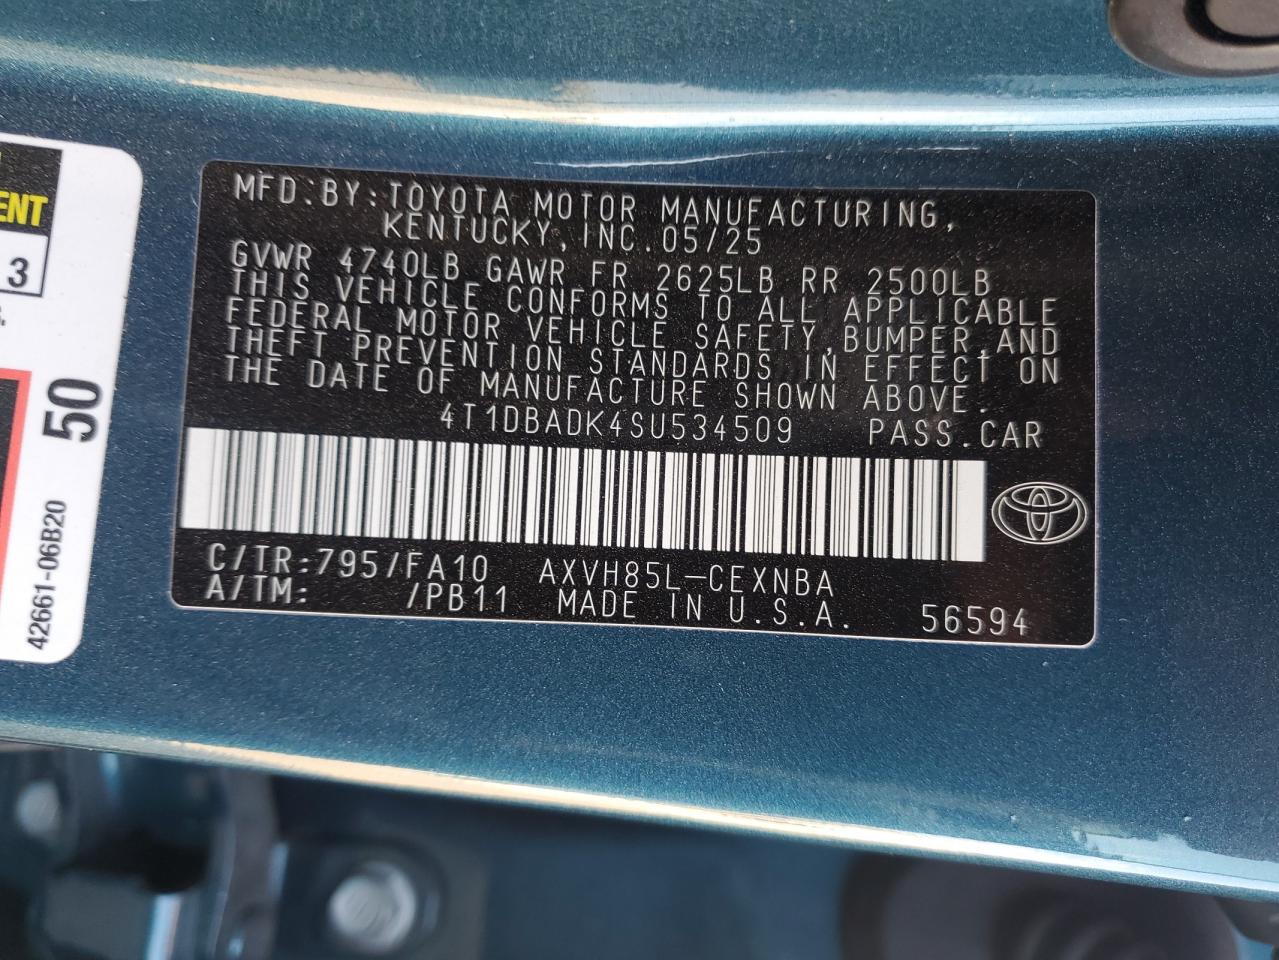 MFD.BY:TOYOTA MOTOR MANUFACTURING,
KENTUCKY,INC.05/25
GVWR 4740LB GAWR FR 2625LB RR 2500LB
THIS VEHICLE CONFORMS TO ALL APPLICABLE
FEDERAL MOTOR VEHICLE SAFETY,BUMPER,AND
THEFT PREVENTION STANDARDS IN EFFECT ON
THE DATE OF MANUFACTURE SHOWN ABOVE.
4T1DBADK4SU534509 PASS.CAR
C/TR:795/FA10 AXVH85L-CEXNBA
A/TM: /PB11 MADE IN U.S.A. 56594
ENT
3
50
42661-06B20